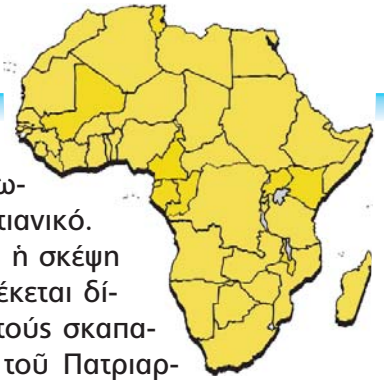 ω-
τιανικό.
ἡ σκέψη
έκεται δί-
τούς σκαπα-
τοῦ Πατριαρ-